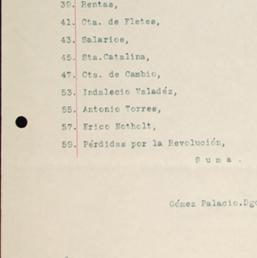 39. Rentas,
41. Cta. de Fletes,
43. Salarios,
45. Sta.Catalina,
47. Cta. de Cambio,
53. Indalecio Valadéz,
55. Antonio Torres,
57. Erico Notholt,
59. Pérdidas por la Revolución,
S u m a .
Gómez Palacio.Dgo